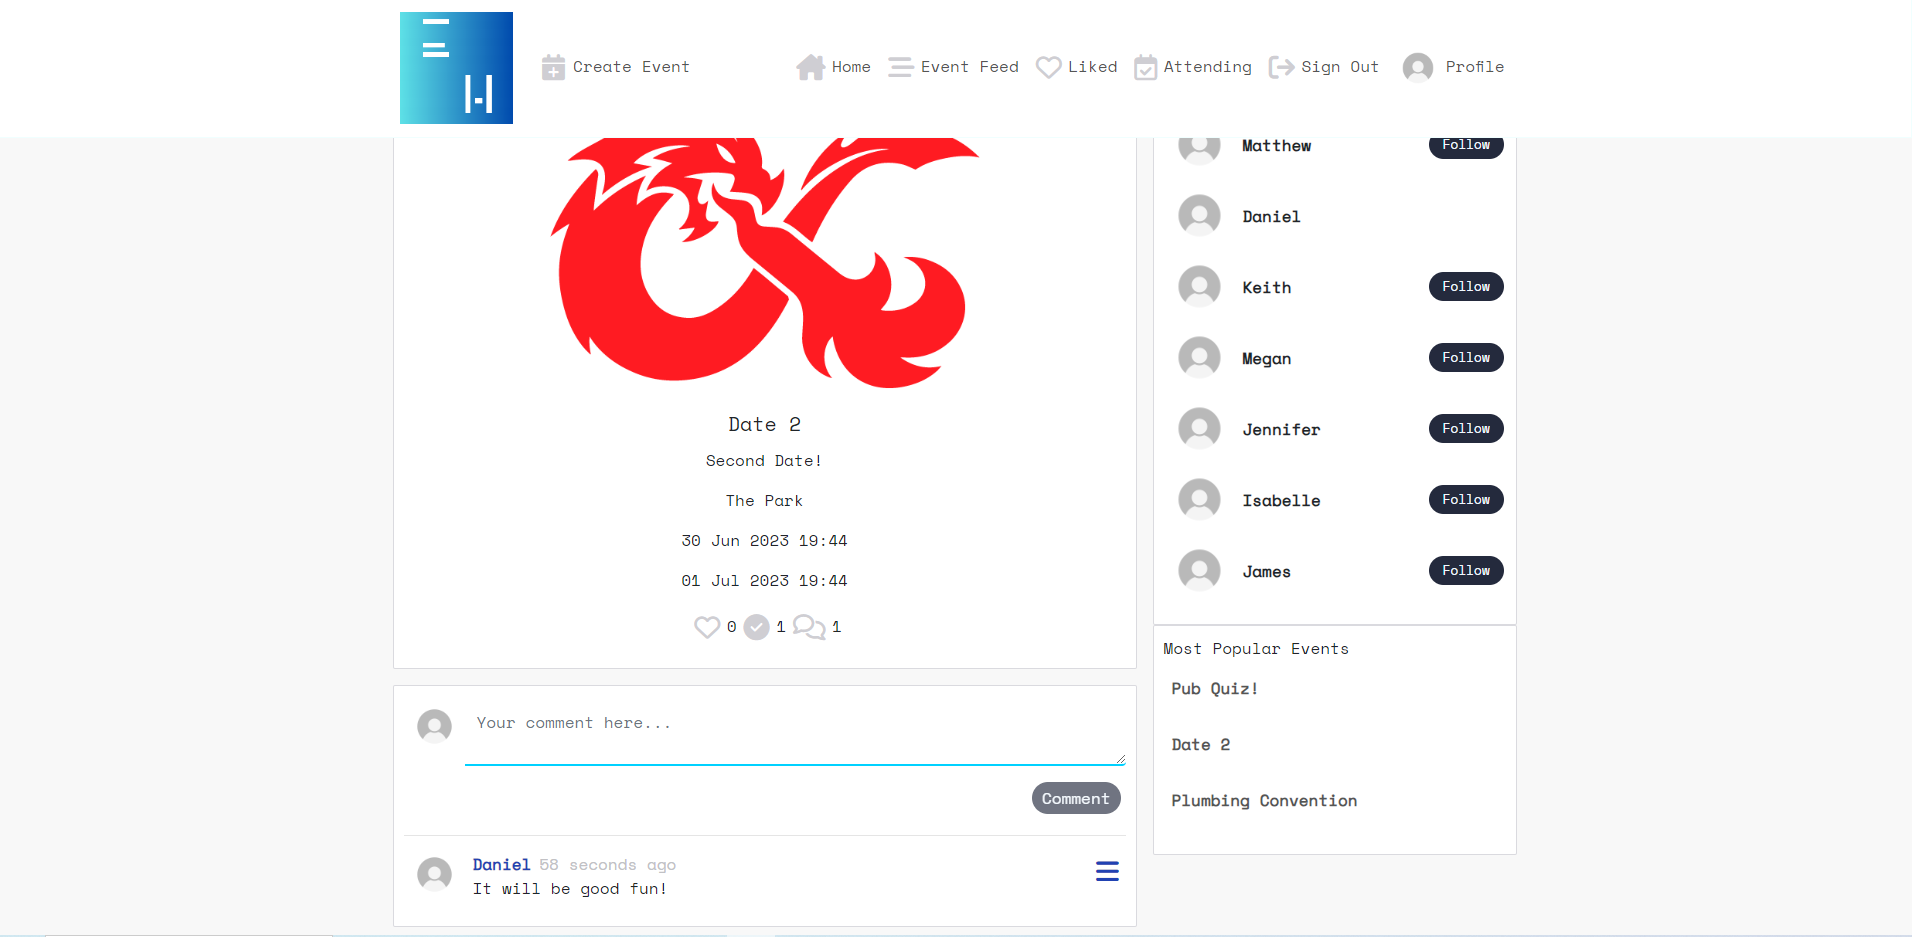 Create Event
Home
Event Feed
Liked
Attending
Sign Out
Profile
Matthew
Follow
Daniel
Keith
Follow
Megan
Follow
Jennifer
Follow
Isabelle
Follow
James
Follow
Date 2
Second Date!
The Park
30 Jun 2023 19:44
01 Jul 2023 19:44
0 1 1
Most Popular Events
Pub Quiz!
Date 2
Plumbing Convention
Your comment here...
Comment
Daniel 58 seconds ago
It will be good fun!